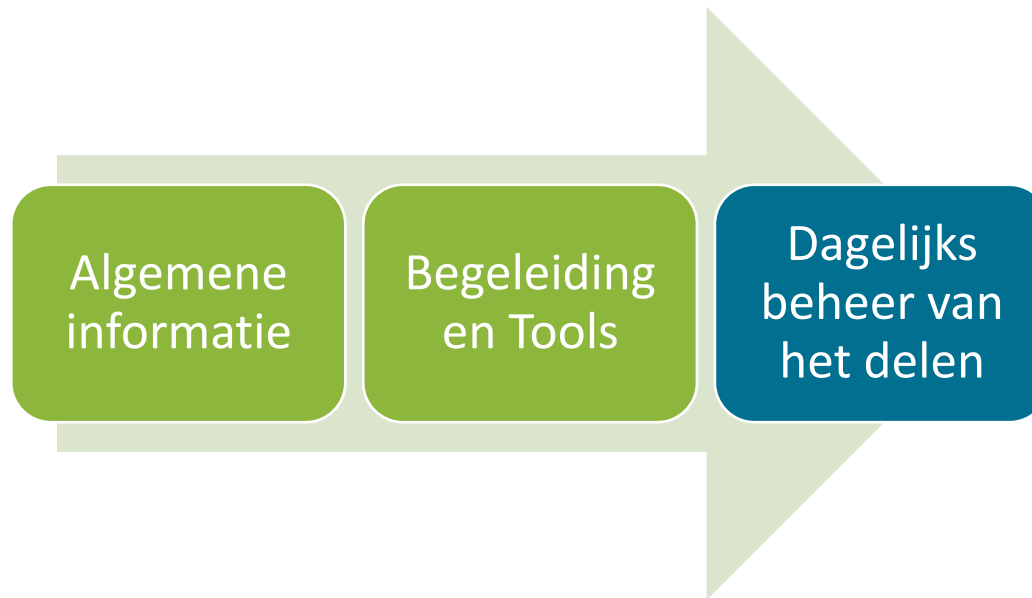 Algemene
informatie
Begeleiding
en Tools
Dagelijks
beheer van
het delen